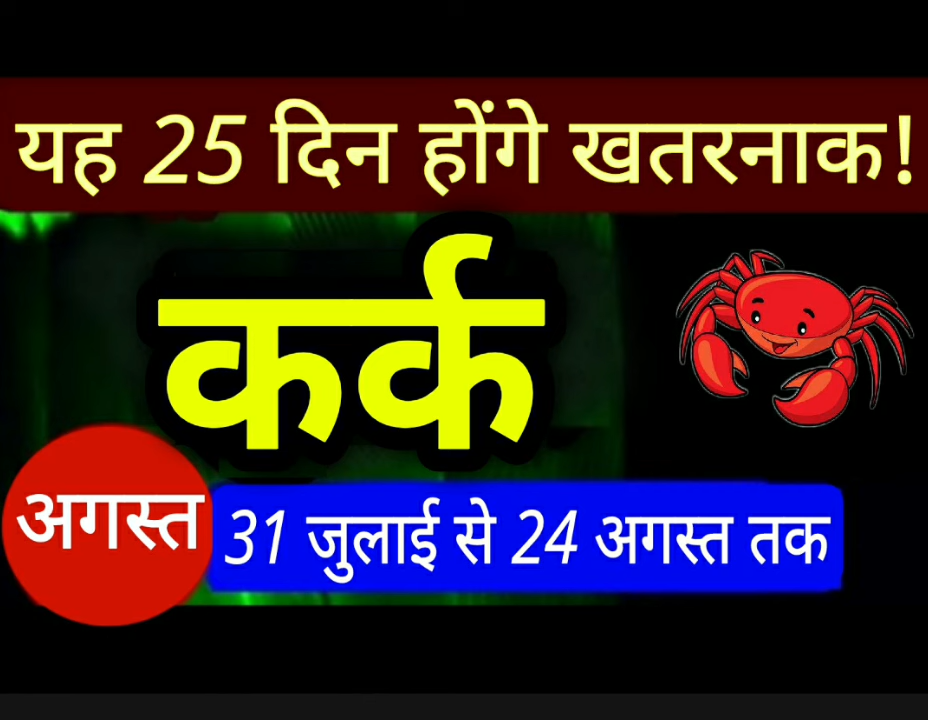 यह 25 दिन होंगे खतरनाक!
कर्क
अगस्त
31 जुलाई से 24 अगस्त तक